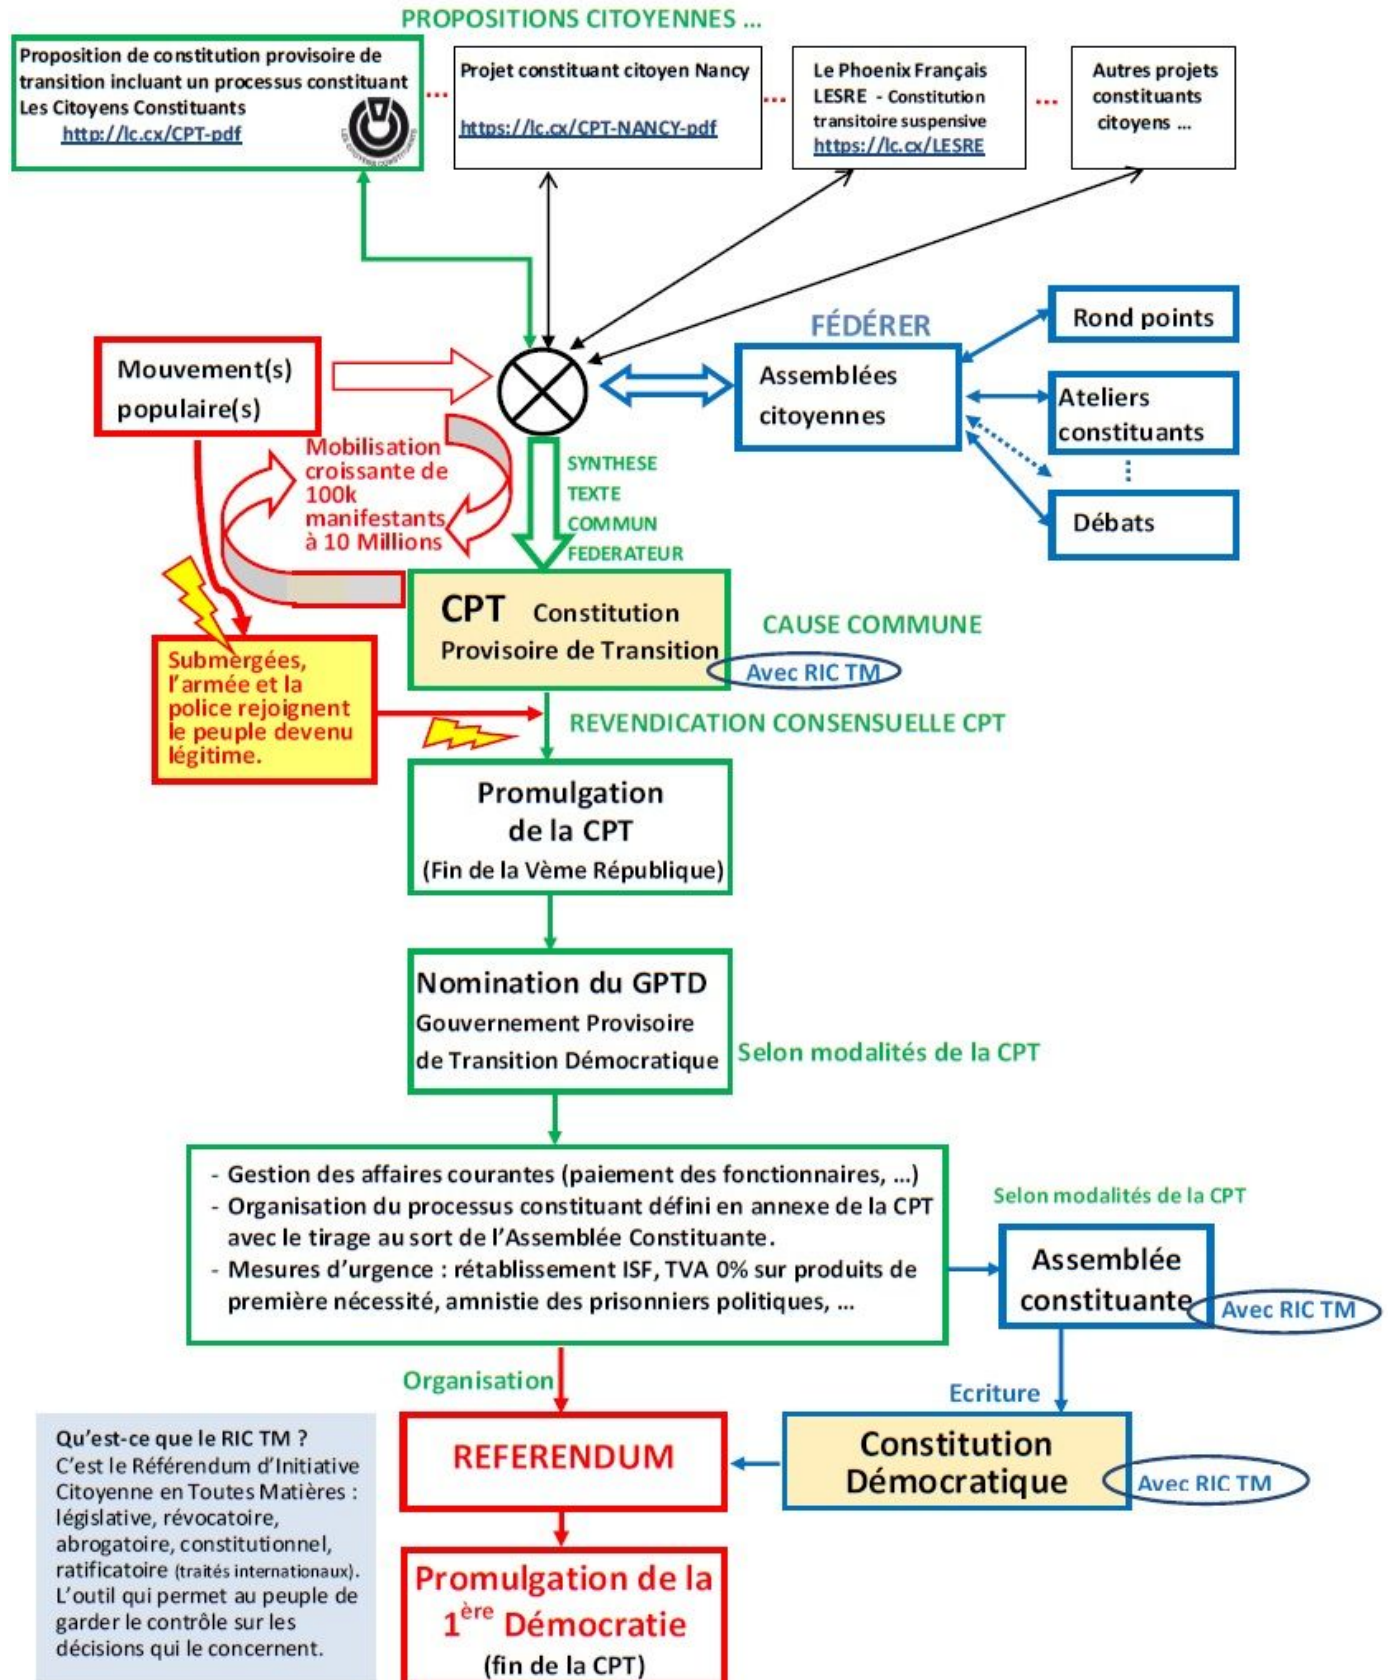 PROPOSITIONS CITOYENNES ...
Proposition de constitution provisoire de
transition incluant un processus constituant
Les Citoyens Constituants
http://lc.cx/CPT-pdf
LES CITOYENS CONSTITUANTS
...
Projet constituant citoyen Nancy
https://lc.cx/CPT-NANCY-pdf
...
Le Phoenix Français
LESRE - Constitution
transitoire suspensive
https://lc.cx/LESRE
...
Autres projets
constituants
citoyens ...
Mouvement(s)
populaire(s)
FÉDÉRER
Assemblées
citoyennes
Rond points
Ateliers
constituants
Débats
Mobilisation
croissante de
100k
manifestants
à 10 Millions
SYNTHESE
TEXTE
COMMUN
FEDERATEUR
CPT Constitution
Provisoire de Transition
CAUSE COMMUNE
Avec RIC TM
Submergées,
l'armée et la
police rejoignent
le peuple devenu
légitime.
REVENDICATION CONSENSUELLE CPT
Promulgation
de la CPT
(Fin de la Vème République)
Nomination du GPTD
Gouvernement Provisoire
de Transition Démocratique
Selon modalités de la CPT
- Gestion des affaires courantes (paiement des fonctionnaires, ...)
- Organisation du processus constituant défini en annexe de la CPT
avec le tirage au sort de l'Assemblée Constituante.
- Mesures d'urgence : rétablissement ISF, TVA 0% sur produits de
première nécessité, amnistie des prisonniers politiques, ...
Selon modalités de la CPT
Assemblée
constituante
Avec RIC TM
Organisation
Ecriture
REFERENDUM
Constitution
Démocratique
Avec RIC TM
Qu'est-ce que le RIC TM ?
C'est le Référendum d'Initiative
Citoyenne en Toutes Matières :
législative, révocatoire,
abrogatoire, constitutionnel,
ratificatoire (traités internationaux).
L'outil qui permet au peuple de
garder le contrôle sur les
décisions qui le concernent.
Promulgation de la
1ère Démocratie
(fin de la CPT)